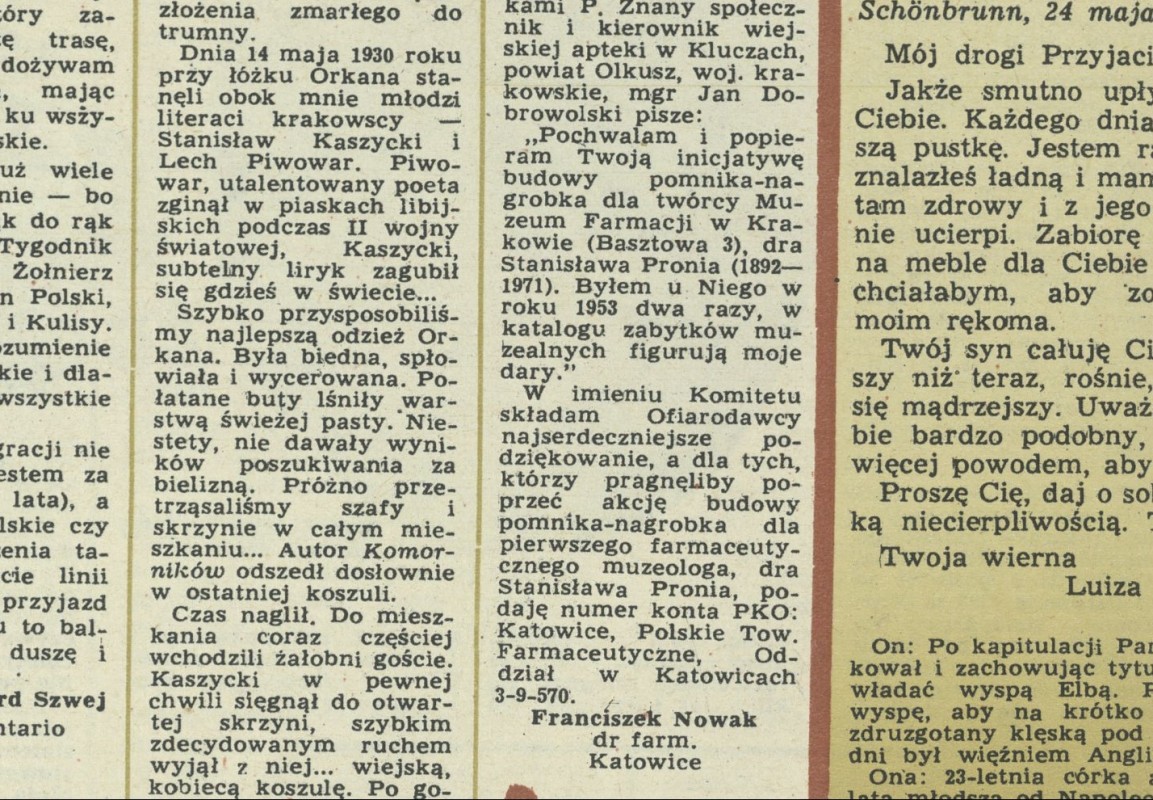 tóry za-
trasę,
dożywam
mając
ku wszy-
skie.
uż wiele
nie — bo
k do rąk
Tygodnik
Żołnierz
n Polski,
i Kulisy.
ozumienie
kie i dla-
wszystkie
gracji nie
estem za
lata), a
lskie czy
zenia ta-
cie linii
przyjazd
u to bal-
duszę i
rd Szwej
ntario
złożenia zmarłego do
trumny.
Dnia 14 maja 1930 roku
przy łóżku Orkana sta-
nęli obok mnie młodzi
literaci krakowscy —
Stanisław Kaszycki i
Lech Piwowar. Piwo-
war, utalentowany poeta
zginął w piaskach libij-
skich podczas II wojny
światowej, Kaszycki,
subtelny liryk zagubił
się gdzieś w świecie...
Szybko przysposobiliś-
my najlepszą odzież Or-
kana. Była biedna, spło-
wiała i wycerowana. Po-
łatane buty lśniły war-
stwą świeżej pasty. Nie-
stety, nie dawały wyni-
ków poszukiwania za
bielizną. Próżno prze-
trząsaliśmy szafy i
skrzynie w całym mie-
szkaniu... Autor Komor-
ników odszedł dosłownie
w ostatniej koszuli.
Czas naglił. Do miesz-
kania coraz częściej
wchodzili żałobni goście.
Kaszycki w pewnej
chwili sięgnął do otwar-
tej skrzyni, szybkim
zdecydowanym ruchem
wyjął z niej... wiejską,
kobiecą koszulę. Po go-
kami P. Znany społecz-
nik i kierownik wiej-
skiej apteki w Kluczach,
powiat Olkusz, woj. kra-
kowskie, mgr Jan Do-
browolski pisze:
„Pochwalam i popie-
ram Twoją inicjatywę
budowy pomnika-na-
grobka dla twórcy Mu-
zeum Farmacji w Kra-
kowie (Basztowa 3), dra
Stanisława Pronia (1892—
1971). Byłem u Niego w
roku 1953 dwa razy, w
katalogu zabytków mu-
zealnych figurują moje
dary.”
W imieniu Komitetu
składam Ofiarodawcy
najserdeczniejsze po-
dziękowanie, a dla tych,
którzy pragnęliby po-
przeć akcję budowy
pomnika-nagrobka dla
pierwszego farmaceuty-
cznego muzeologa, dra
Stanisława Pronia, po-
daję numer konta PKO:
Katowice, Polskie Tow.
Farmaceutyczne, Od-
dział w Katowicach
3-9-570.
Franciszek Nowak
dr farm.
Katowice
Schönbrunn, 24 maja
Mój drogi Przyjaci
Jakże smutno upły
Ciebie. Każdego dnia
szą pustkę. Jestem ra
znalazłeś ładną i mam
tam zdrowy i z jego
nie ucierpi. Zabiorę
na meble dla Ciebie
chciałabym, aby zo
moim rękoma.
Twój syn całuję Ci
szy niż teraz, rośnie,
się mądrzejszy. Uważ
bie bardzo podobny,
więcej powodem, aby
Proszę Cię, daj o sob
ką niecierpliwością. T
Twoja wierna
Luiza
On: Po kapitulacji Par
kował i zachowując tytu
władać wyspą Elbą. P
wyspę, aby na krótko
zdruzgotany klęską pod
dni był więźniem Angli
Ona: 23-letnia córka